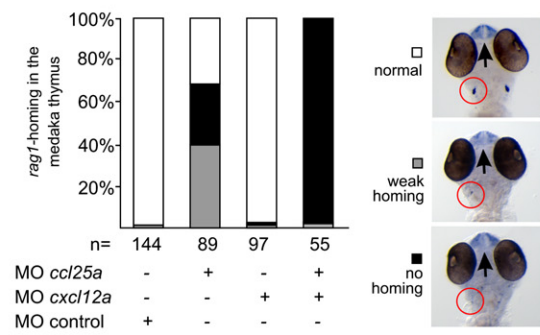 rag1-homing in the
medaka thymus
100%
80%
60%
40%
20%
n= 144 89 97 55
MO ccl25a - + - +
MO cxcl12a - - + +
MO control + - - -
normal
weak
homing
no
homing